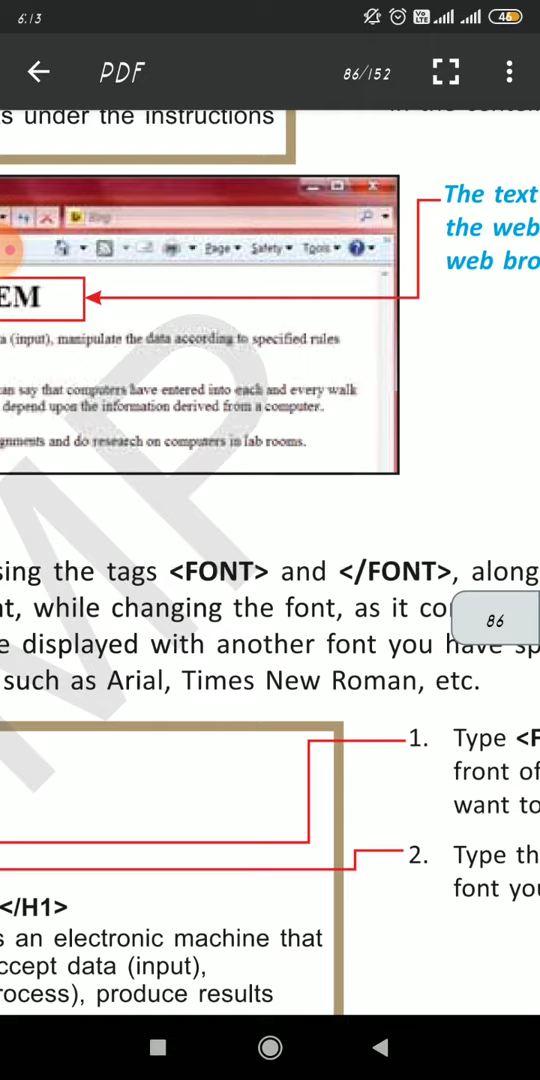 6:13
46
PDF
86/152
s under the instructions
The text
the web
web bro
Bing
Page
Safety
Tools
EM
a (input), manipulate the data according to specified rules
an say that computers have entered into each and every walk
depend upon the information derived from a computer.
gnments and do research on computers in lab rooms.
sing the tags <FONT> and </FONT>, along
nt, while changing the font, as it co
86
e displayed with another font you have sp
such as Arial, Times New Roman, etc.
1. Type <F
front of
want to
2. Type th
font you
</H1>
s an electronic machine that
ccept data (input),
rocess), produce results